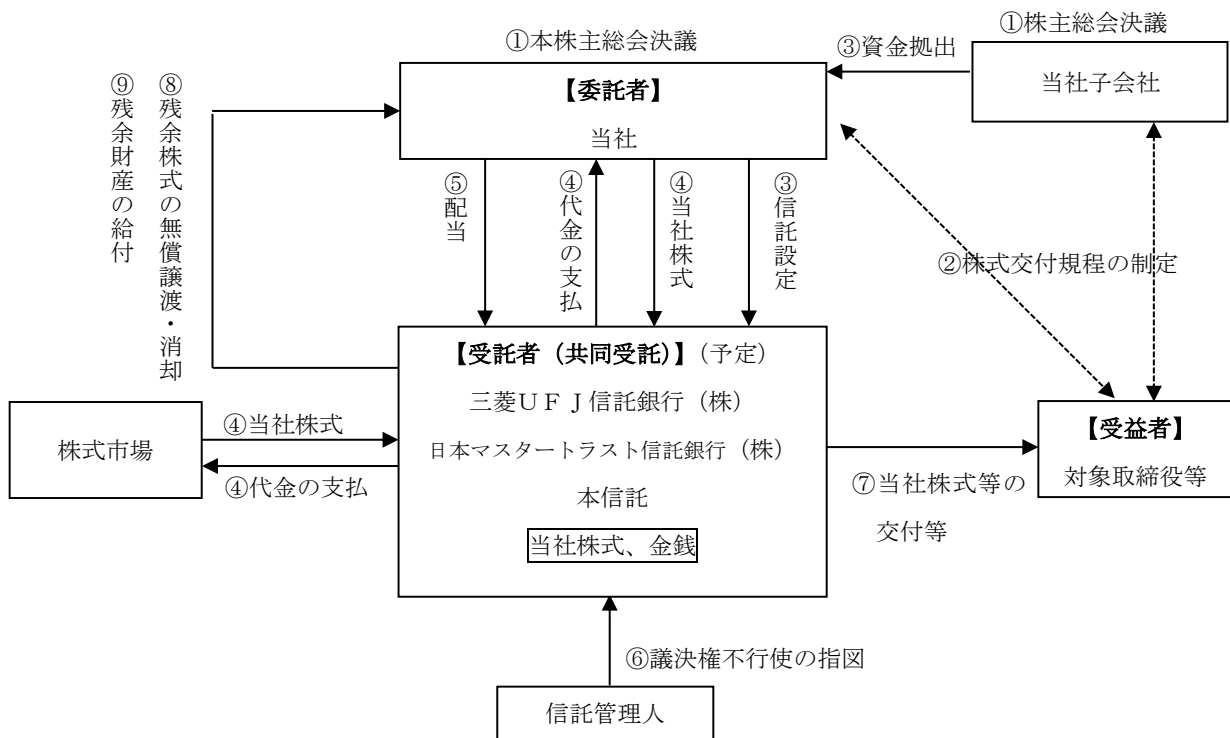 ①本株主総会決議
①株主総会決議
③資金拠出
【委託者】
当社
当社子会社
⑨残余財産の給付
⑧残余株式の無償譲渡・消却
⑤配当
④代金の支払
④当社株式
③信託設定
②株式交付規程の制定
【受託者（共同受託）】（予定）
三菱ＵＦＪ信託銀行（株）
日本マスタートラスト信託銀行（株）
本信託
当社株式、金銭
株式市場
④当社株式
④代金の支払
【受益者】
対象取締役等
⑦当社株式等の
交付等
⑥議決権不行使の指図
信託管理人